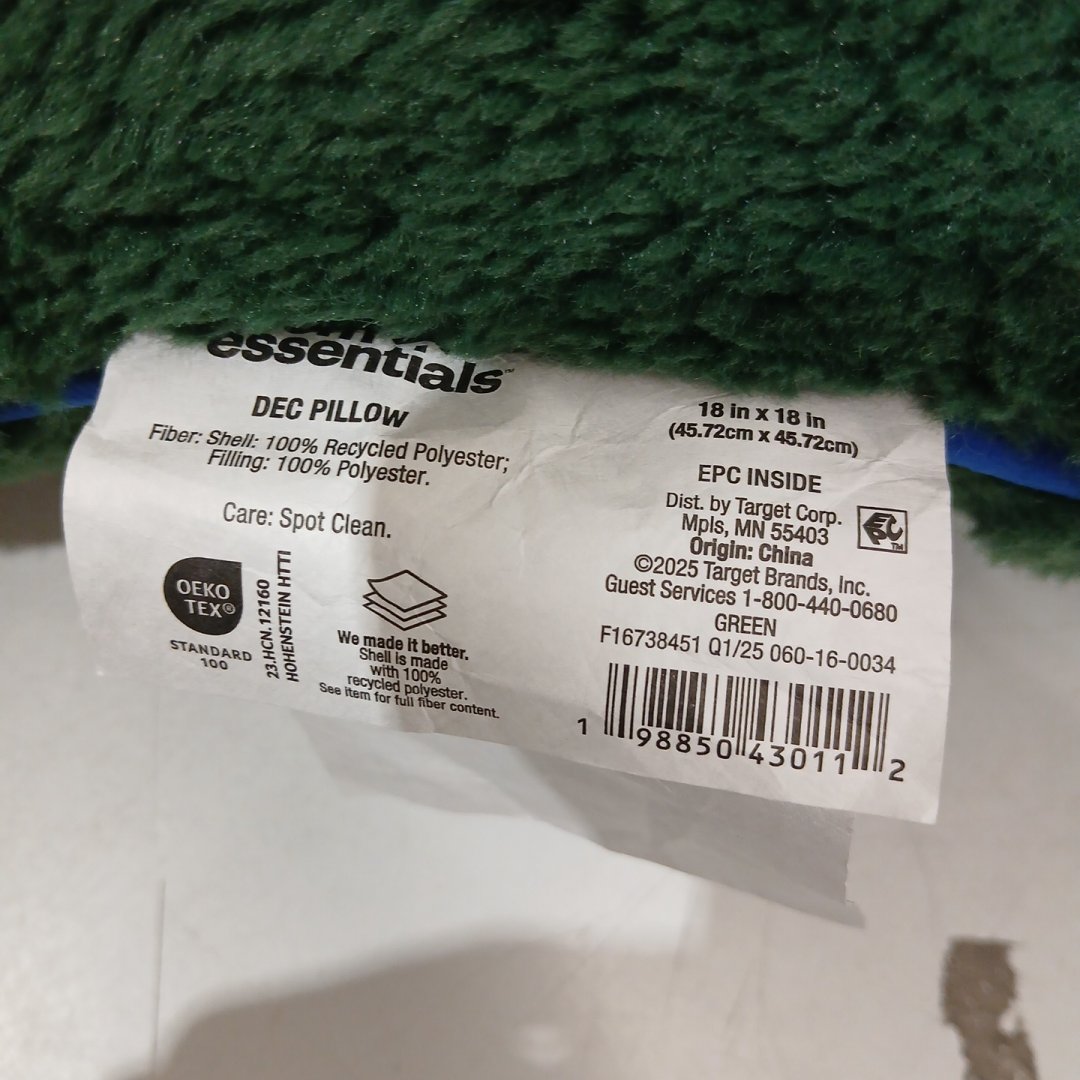 essentials™
DEC PILLOW
Fiber: Shell: 100% Recycled Polyester;
Filling: 100% Polyester.
Care: Spot Clean.
OEKO
TEX®
STANDARD
100
23.HCN.12160
HOHENSTEIN HTTI
We made it better.
Shell is made
with 100%
recycled polyester.
See item for full fiber content.
18 in x 18 in
(45.72cm x 45.72cm)
EPC INSIDE
Dist. by Target Corp.
Mpls, MN 55403
EPC TM
Origin: China
©2025 Target Brands, Inc.
Guest Services 1-800-440-0680
GREEN
F16738451 Q1/25 060-16-0034
1 98850 43011 2